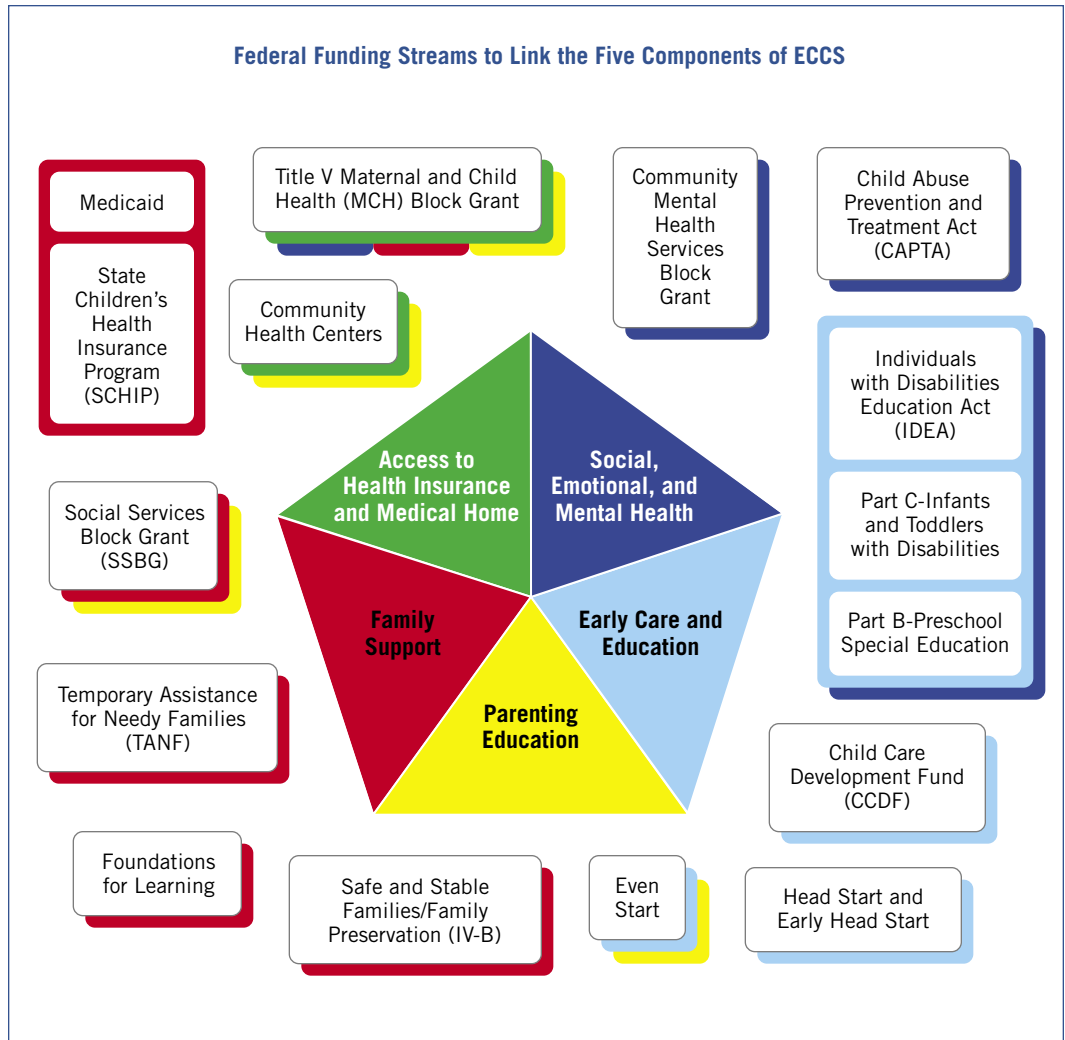 Federal Funding Streams to Link the Five Components of ECCS
Medicaid
State
Children’s
Health
Insurance
Program
(SCHIP)
Title V Maternal and Child
Health (MCH) Block Grant
Community
Health Centers
Community
Mental
Health
Services
Block
Grant
Child Abuse
Prevention and
Treatment Act
(CAPTA)
Individuals
with Disabilities
Education Act
(IDEA)
Part C-Infants
and Toddlers
with Disabilities
Part B-Preschool
Special Education
Access to
Health Insurance
and Medical Home
Social,
Emotional, and
Mental Health
Social Services
Block Grant
(SSBG)
Family
Support
Early Care and
Education
Parenting
Education
Temporary Assistance
for Needy Families
(TANF)
Child Care
Development Fund
(CCDF)
Foundations
for Learning
Safe and Stable
Families/Family
Preservation (IV-B)
Even
Start
Head Start and
Early Head Start